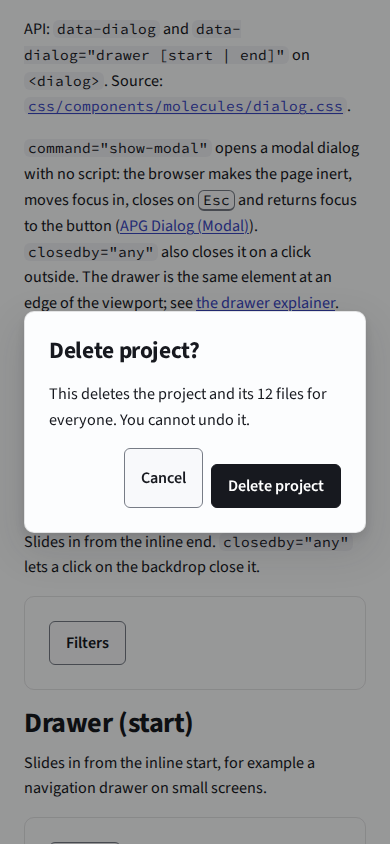 API: data-dialog and data-
dialog="drawer [start | end]" on
<dialog>. Source:
css/components/molecules/dialog.css.
command="show-modal" opens a modal dialog
with no script: the browser makes the page inert,
moves focus in, closes on Esc and returns focus
to the button (APG Dialog (Modal)).
closedby="any" also closes it on a click
outside. The drawer is the same element at an
edge of the viewport; see the drawer explainer.
Delete project?
This deletes the project and its 12 files for
everyone. You cannot undo it.
Cancel
Delete project
Slides in from the inline end. closedby="any"
lets a click on the backdrop close it.
Filters
Drawer (start)
Slides in from the inline start, for example a
navigation drawer on small screens.